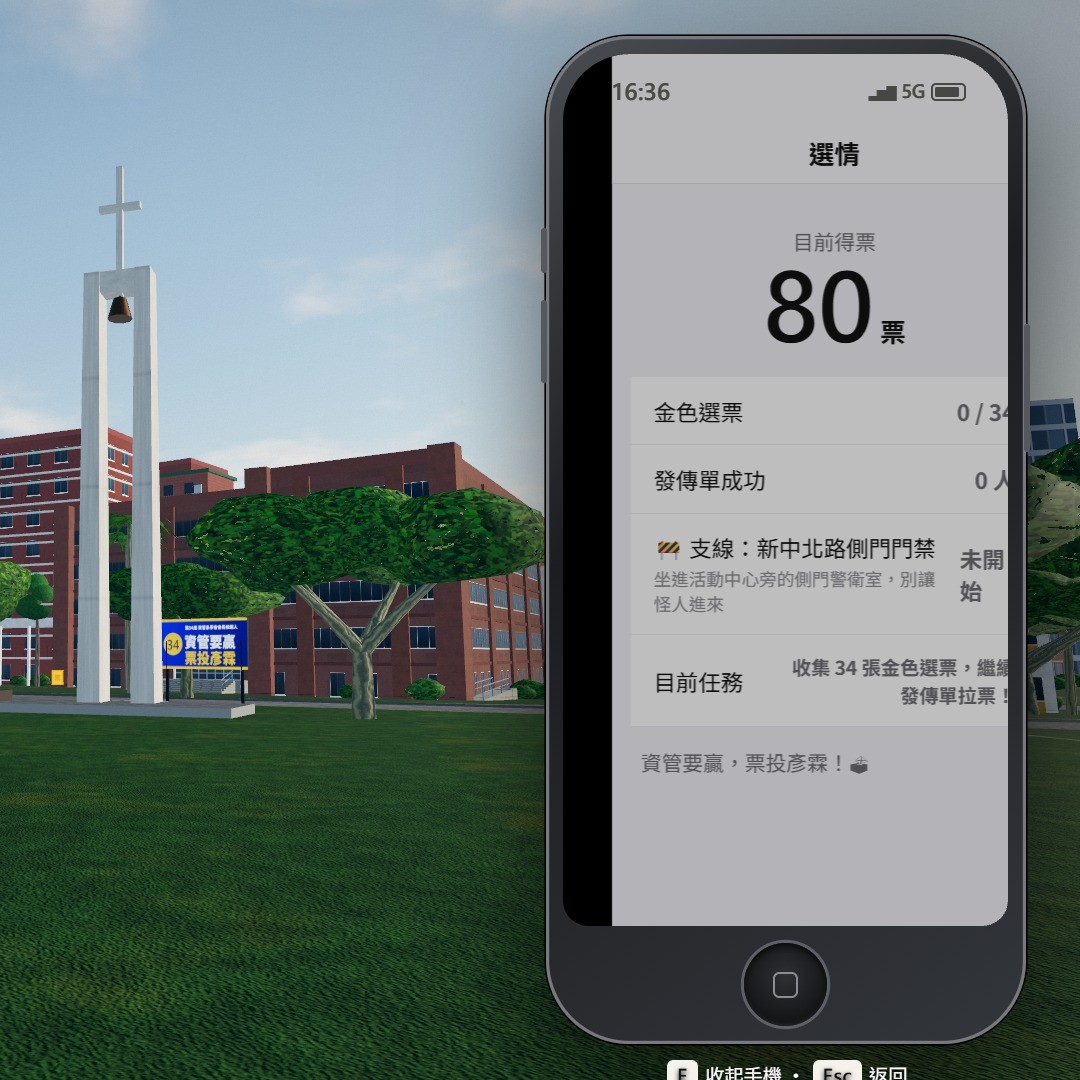 16:36
5G
選情
目前得票
80 票
金色選票
0 / 34
發傳單成功
0 人
支線：新中北路側門門禁
坐進活動中心旁的側門警衛室，別讓
怪人進來
未開
始
目前任務
收集 34 張金色選票，繼續
發傳單拉票！
資管要贏，票投彥霖！
34
資管要贏
票投彥霖
F 收起手機 · Esc 返回